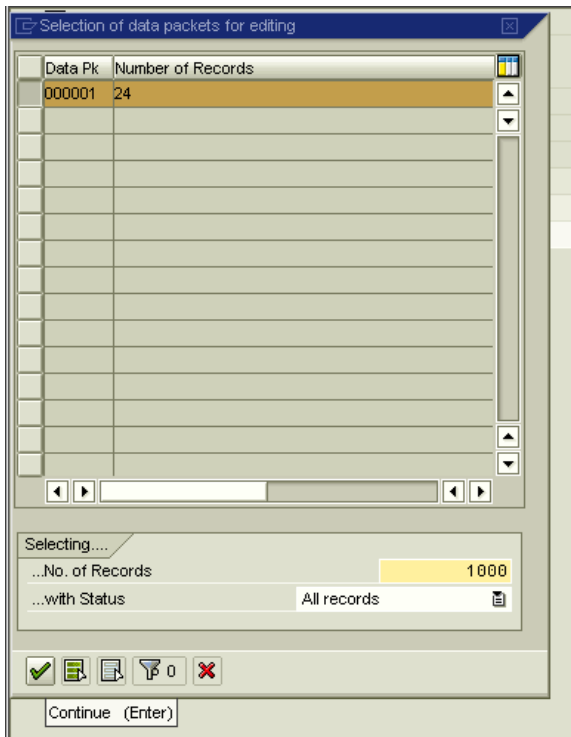 Selection of data packets for editing
Data Pk Number of Records
000001 24
Selecting....
...No. of Records 1000
...with Status All records
0
Continue (Enter)